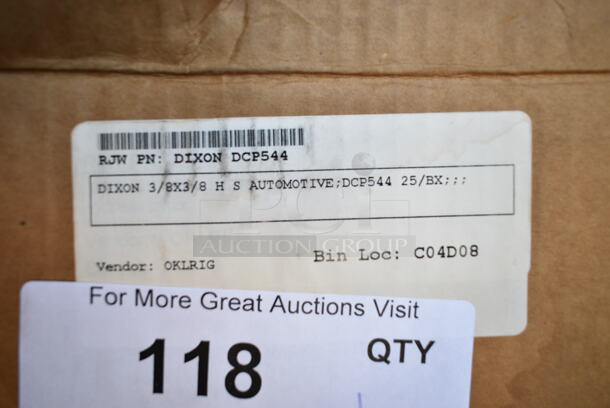 RJW PN: DIXON DCP544
DIXON 3/8X3/8 H S AUTOMOTIVE;DCP544 25/BX;;;
PCI
AUCTION GROUP
Bin Loc: C04D08
Vendor: OKLRIG
For More Great Auctions Visit
118
QTY